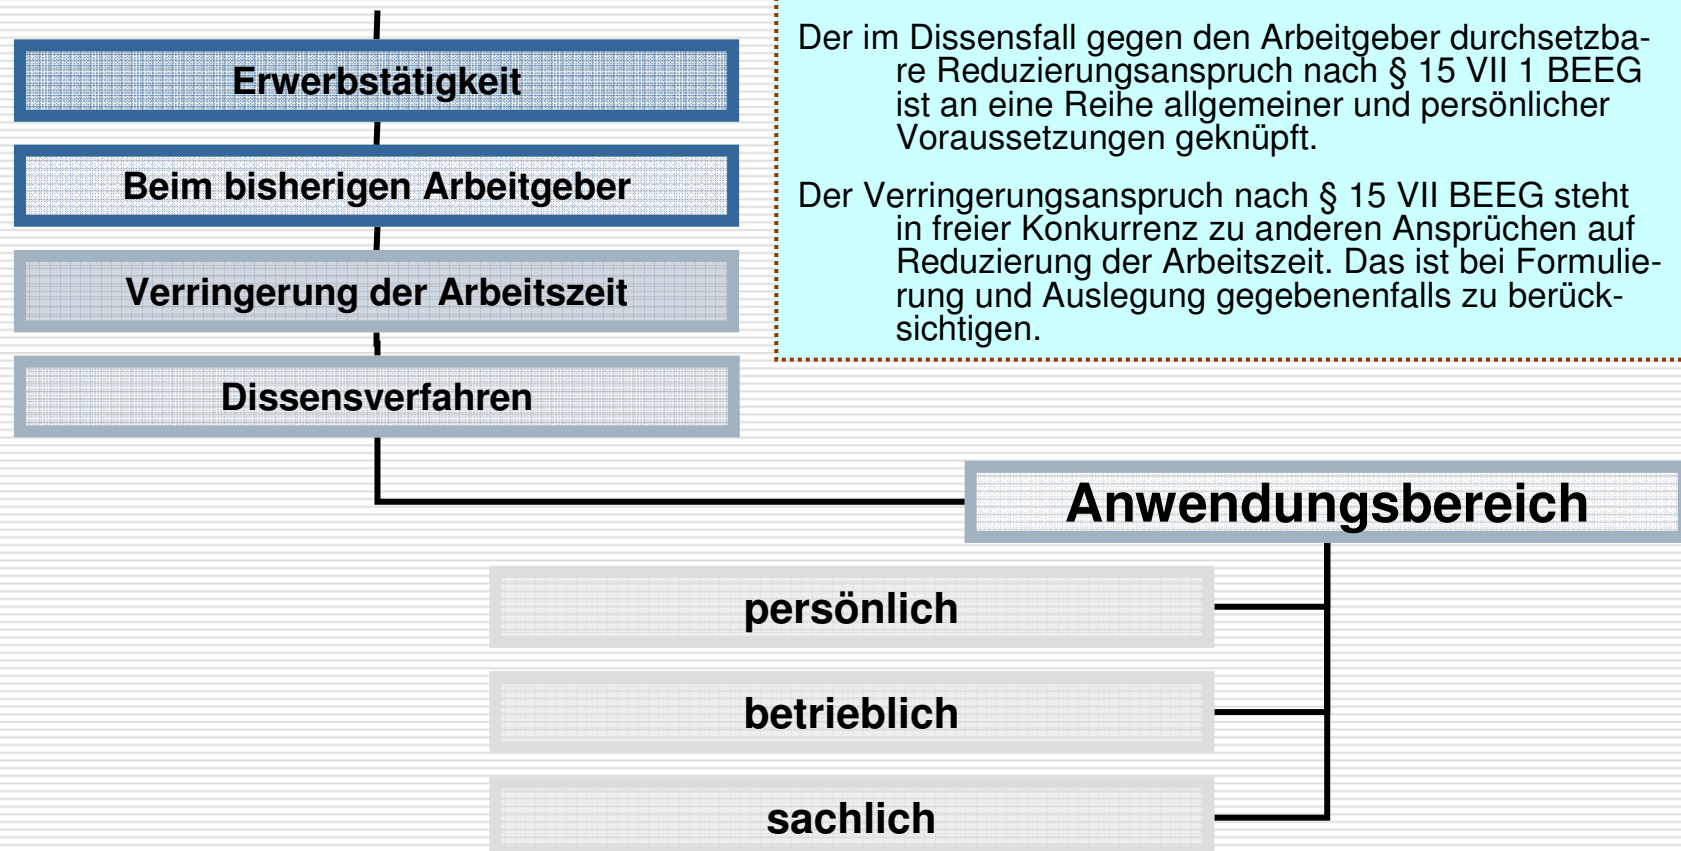 Erwerbstätigkeit
Beim bisherigen Arbeitgeber
Verringerung der Arbeitszeit
Dissensverfahren
Der im Dissensfall gegen den Arbeitgeber durchsetzba-
re Reduzierungsanspruch nach § 15 VII 1 BEEG
ist an eine Reihe allgemeiner und persönlicher
Voraussetzungen geknüpft.
Der Verringerungsanspruch nach § 15 VII BEEG steht
in freier Konkurrenz zu anderen Ansprüchen auf
Reduzierung der Arbeitszeit. Das ist bei Formulie-
rung und Auslegung gegebenenfalls zu berück-
sichtigen.
Anwendungsbereich
persönlich
betrieblich
sachlich